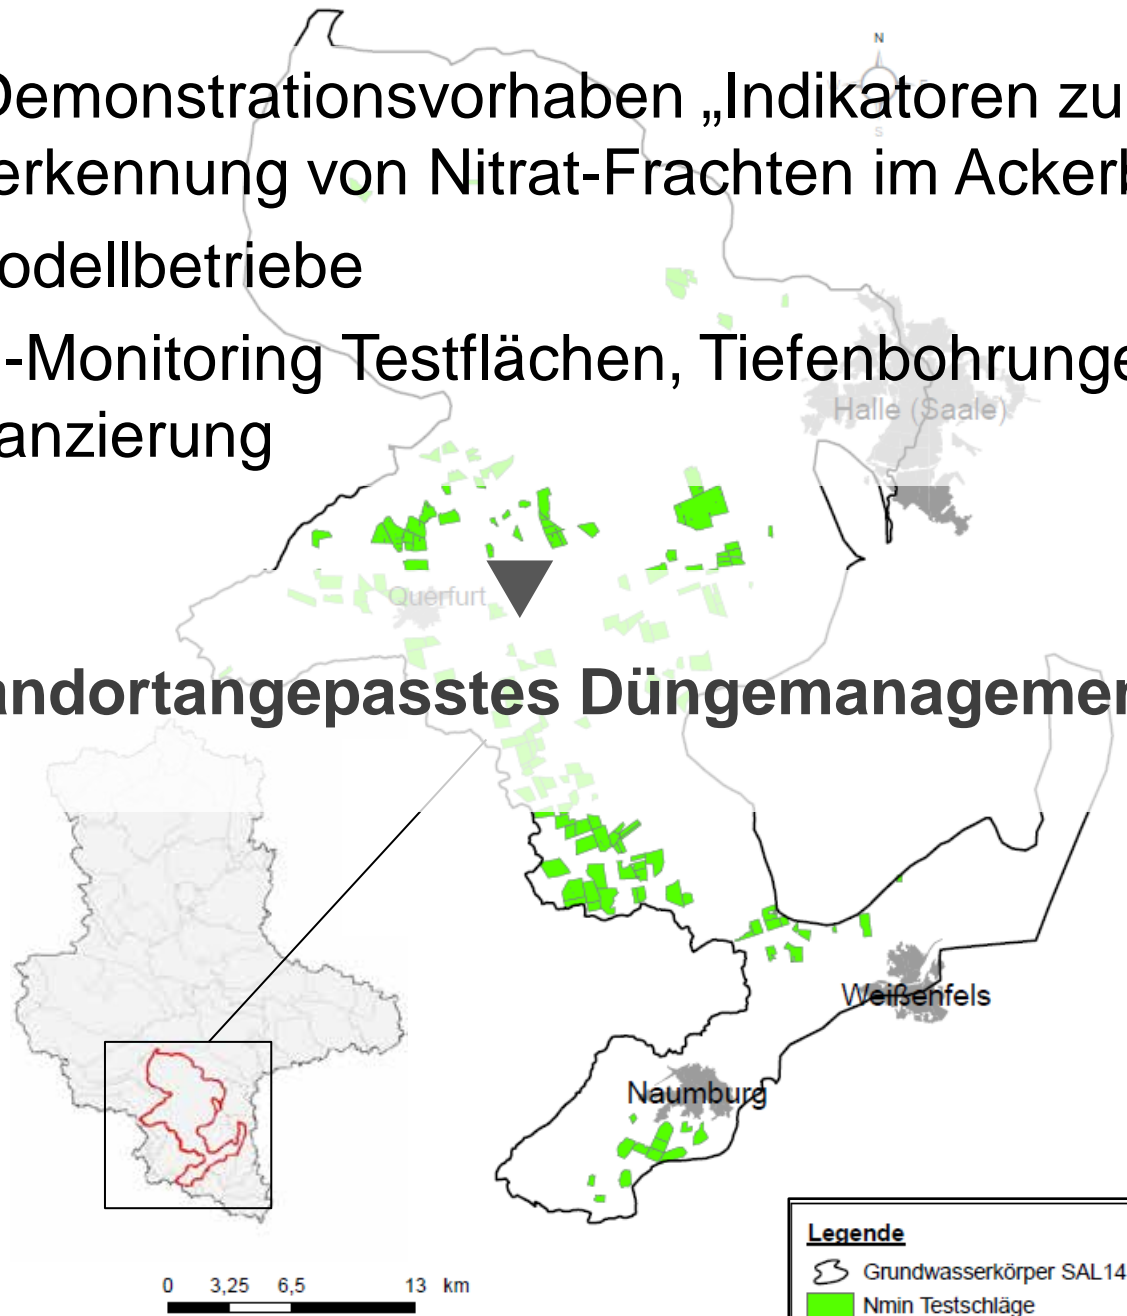 N
Demonstrationsvorhaben „Indikatoren zu
S
erkennung von Nitrat-Frachten im Ackerb
odellbetriebe
-Monitoring Testflächen, Tiefenbohrunge
Halle (Saale)
anzierung
Querfurt
andortangepasstes Düngemanagemen
Weißenfels
Naumburg
Legende
Grundwasserkörper SAL14
Nmin Testschläge
0 3,25 6,5 13 km